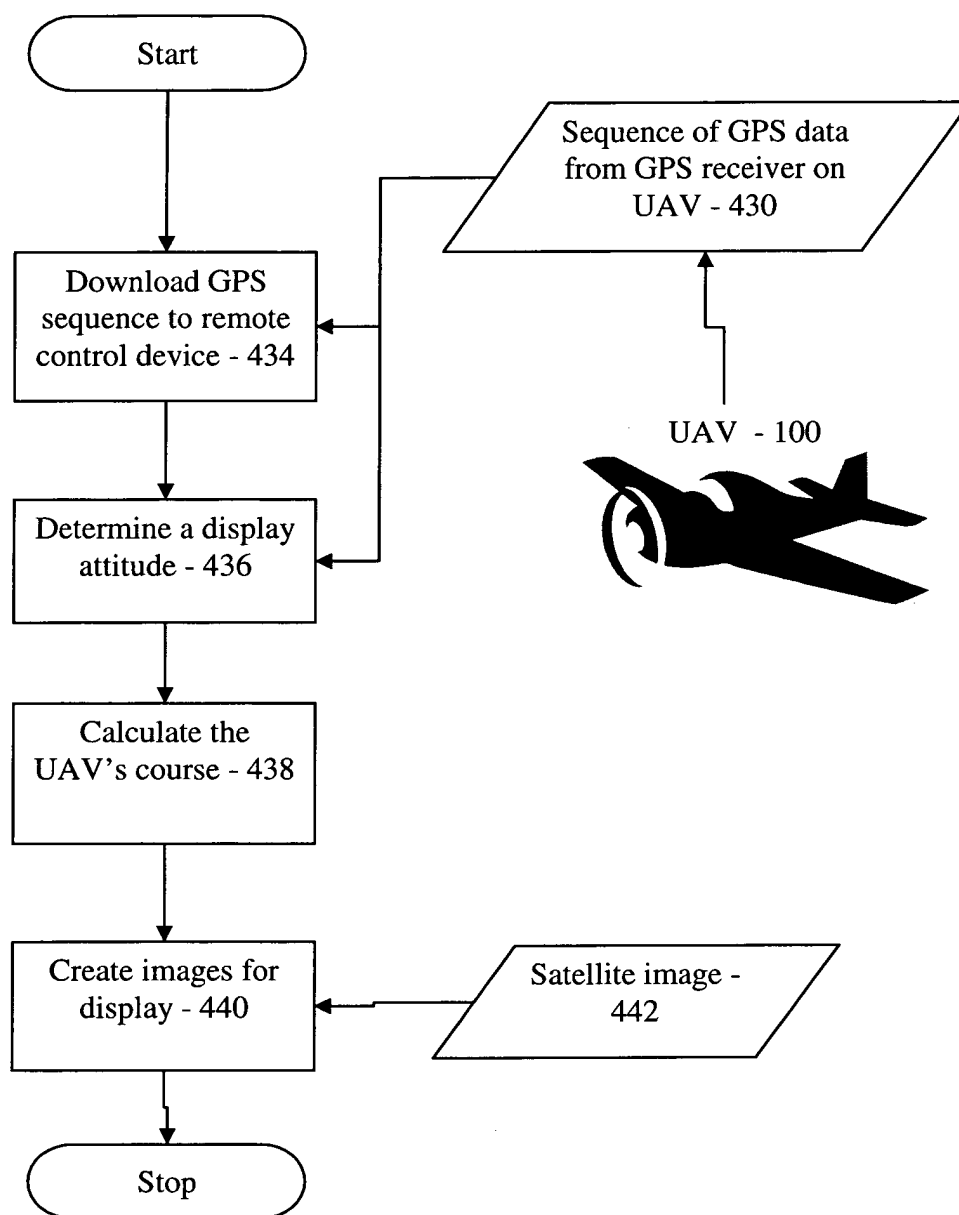 Start
Sequence of GPS data
from GPS receiver on
UAV - 430
Download GPS
sequence to remote
control device - 434
UAV - 100
Determine a display
attitude - 436
Calculate the
UAV's course - 438
Create images for
display - 440
Satellite image -
442
Stop